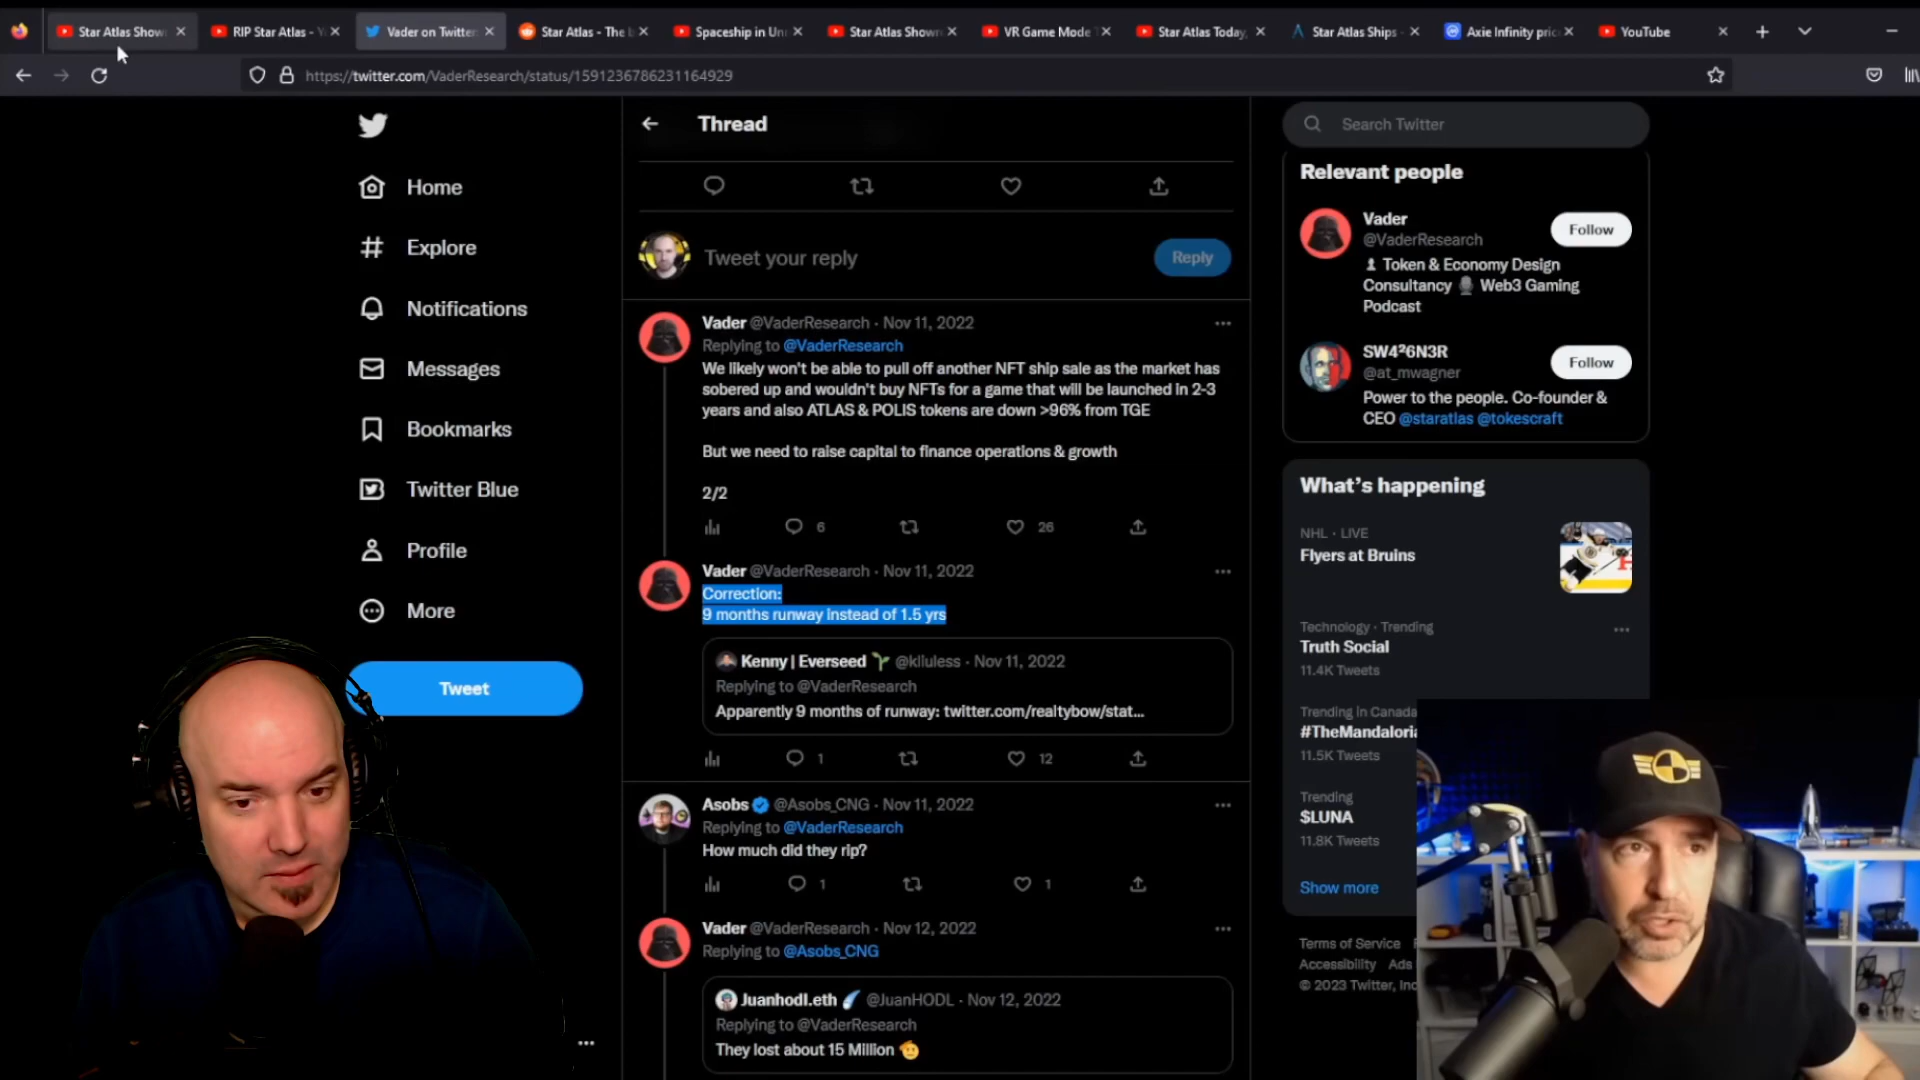 Star Atlas Show
RIP Star Atlas - Y
Vader on Twitter:
Star Atlas - The b
Spaceship in Un
Star Atlas Show
VR Game Mode
Star Atlas Today,
Star Atlas Ships -
Axie Infinity pric
YouTube
https://twitter.com/VaderResearch/status/1591236786231164929
Home
Explore
Notifications
Messages
Bookmarks
Twitter Blue
Profile
More
Tweet
Thread
Tweet your reply
Reply
Vader @VaderResearch · Nov 11, 2022
Replying to @VaderResearch
We likely won't be able to pull off another NFT ship sale as the market has
sobered up and wouldn't buy NFTs for a game that will be launched in 2-3
years and also ATLAS & POLIS tokens are down >96% from TGE
But we need to raise capital to finance operations & growth
2/2
6
26
Vader @VaderResearch · Nov 11, 2022
Correction:
9 months runway instead of 1.5 yrs
Kenny | Everseed @klluless · Nov 11, 2022
Replying to @VaderResearch
Apparently 9 months of runway: twitter.com/realtybow/stat...
1
12
Asobs @Asobs_CNG · Nov 11, 2022
Replying to @VaderResearch
How much did they rip?
1
1
Vader @VaderResearch · Nov 12, 2022
Replying to @Asobs_CNG
Juanhodl.eth @JuanHODL · Nov 12, 2022
Replying to @VaderResearch
They lost about 15 Million
Search Twitter
Relevant people
Vader
@VaderResearch
Follow
Token & Economy Design
Consultancy Web3 Gaming
Podcast
SW4²6N3R
@at_mwagner
Follow
Power to the people. Co-founder &
CEO @staratlas @tokescraft
What's happening
NHL · LIVE
Flyers at Bruins
Technology · Trending
Truth Social
11.4K Tweets
Trending in Canada
#TheMandaloria
11.5K Tweets
Trending
$LUNA
11.8K Tweets
Show more
Terms of Service
Accessibility Ads
© 2023 Twitter, Inc